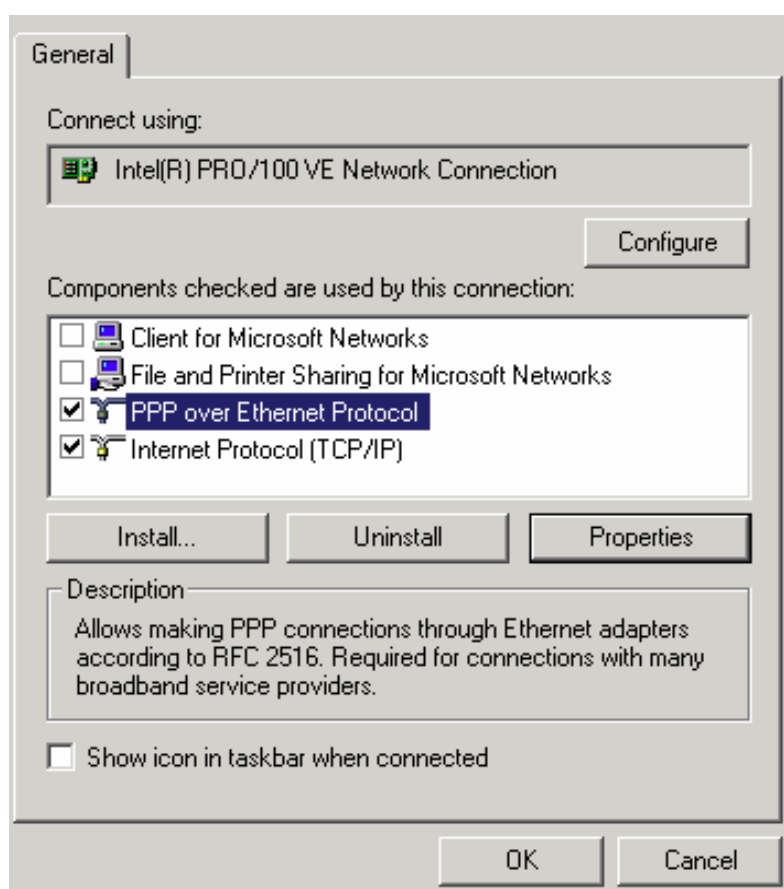 General
Connect using:
Intel(R) PRO/100 VE Network Connection
Configure
Components checked are used by this connection:
Client for Microsoft Networks
File and Printer Sharing for Microsoft Networks
PPP over Ethernet Protocol
Internet Protocol (TCP/IP)
Install...
Uninstall
Properties
Description
Allows making PPP connections through Ethernet adapters
according to RFC 2516. Required for connections with many
broadband service providers.
Show icon in taskbar when connected
OK
Cancel